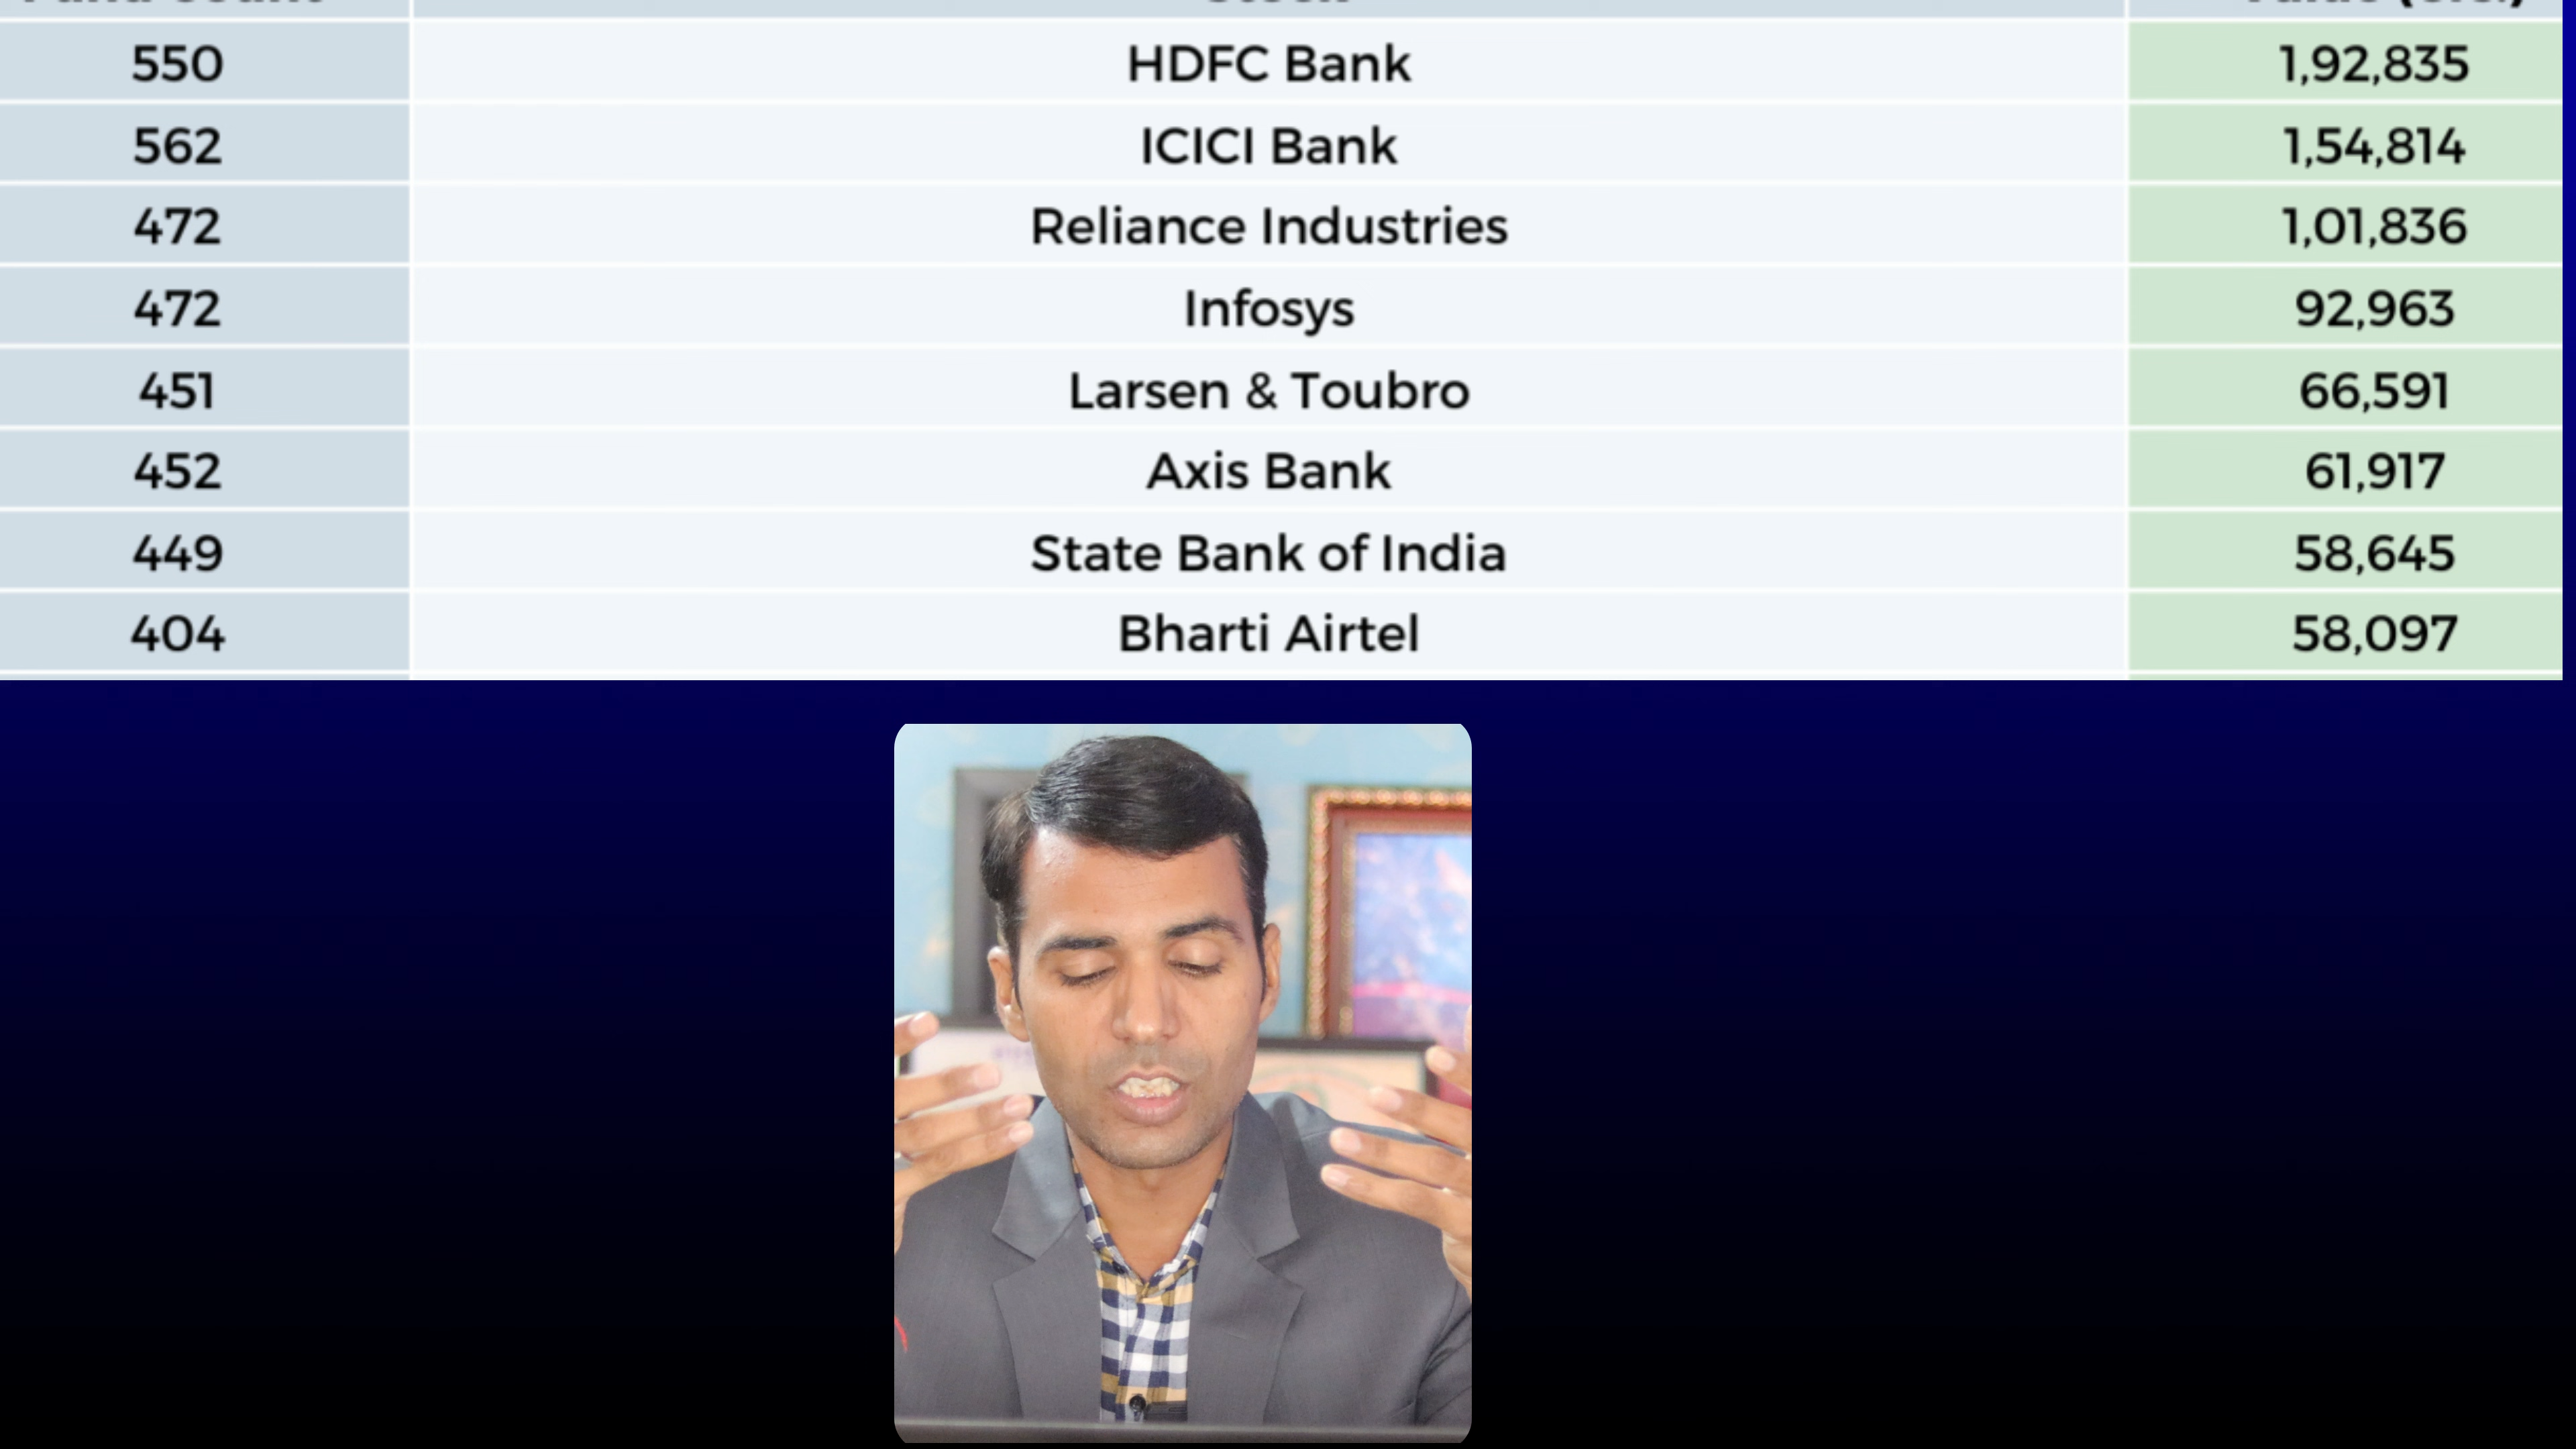 550 HDFC Bank 1,92,835
562 ICICI Bank 1,54,814
472 Reliance Industries 1,01,836
472 Infosys 92,963
451 Larsen & Toubro 66,591
452 Axis Bank 61,917
449 State Bank of India 58,645
404 Bharti Airtel 58,097